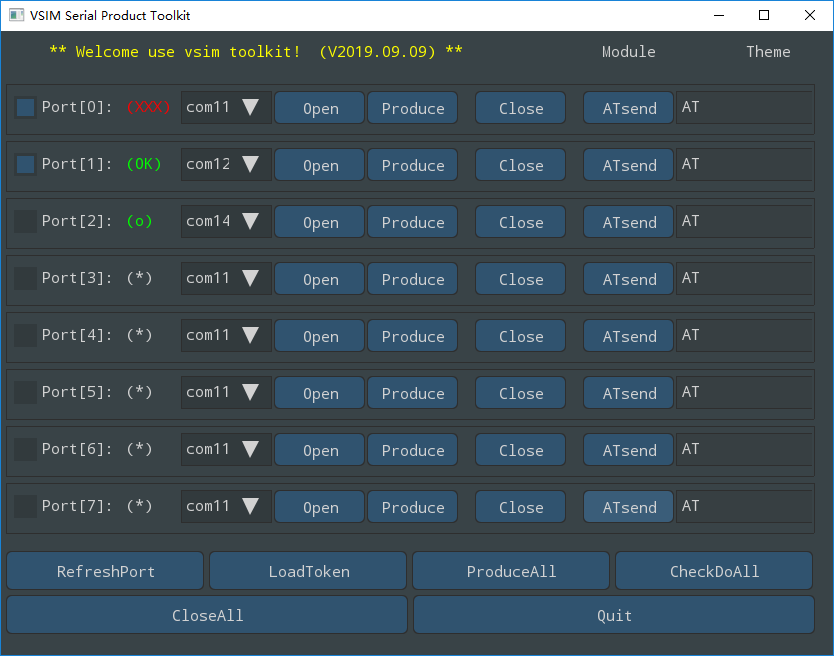 VSIM Serial Product Toolkit
** Welcome use vsim toolkit! (V2019.09.09) ** Module Theme
Port[0]: (XXX) com11 Open Produce Close ATsend AT
Port[1]: (OK) com12 Open Produce Close ATsend AT
Port[2]: (o) com14 Open Produce Close ATsend AT
Port[3]: (*) com11 Open Produce Close ATsend AT
Port[4]: (*) com11 Open Produce Close ATsend AT
Port[5]: (*) com11 Open Produce Close ATsend AT
Port[6]: (*) com11 Open Produce Close ATsend AT
Port[7]: (*) com11 Open Produce Close ATsend AT
RefreshPort LoadToken ProduceAll CheckDoAll
CloseAll Quit